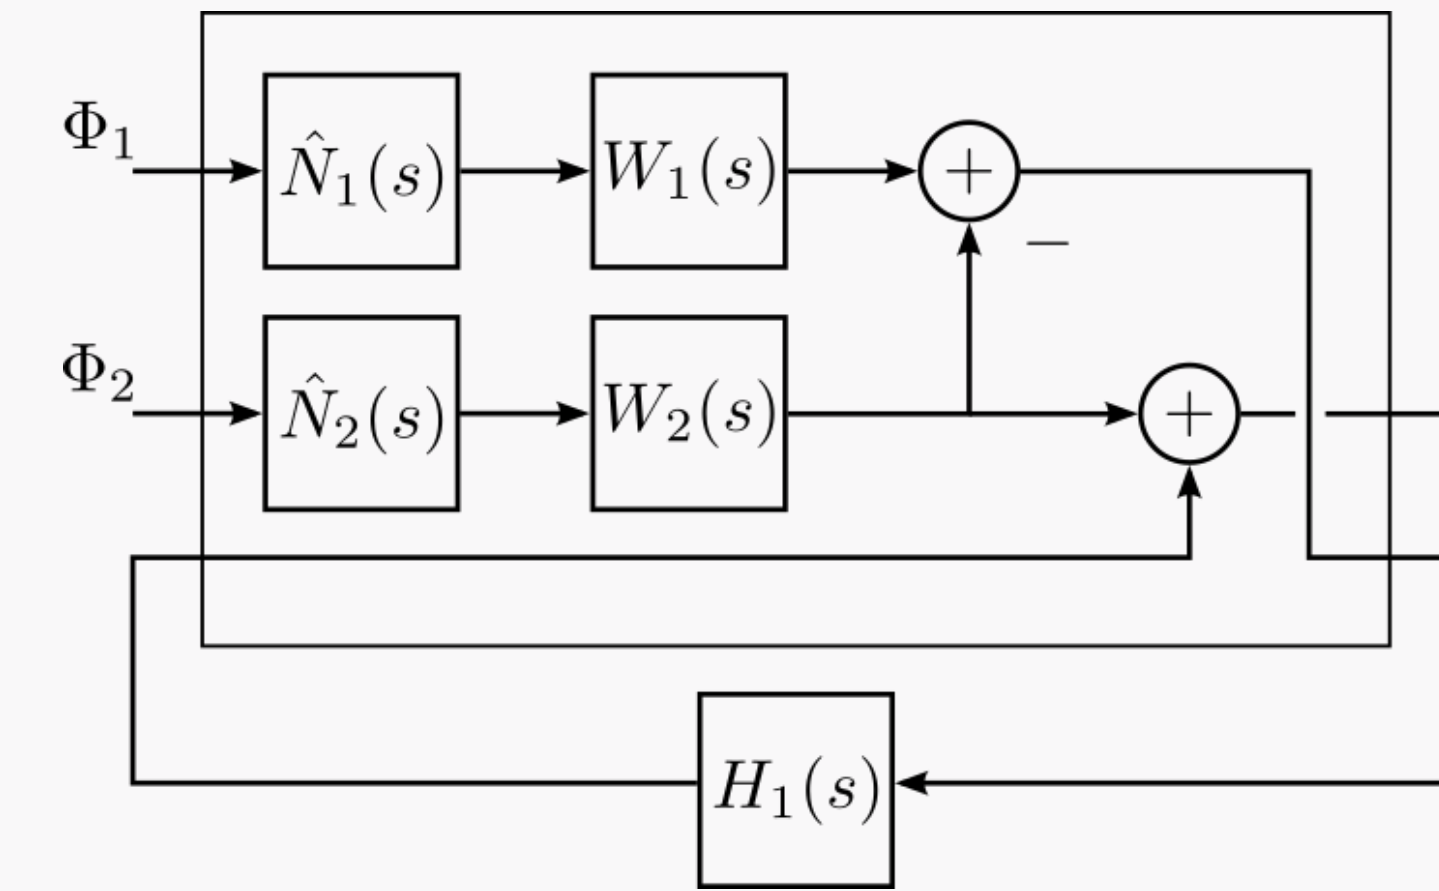 Φ₁
N̂₁(s)
W₁(s)
+
−
Φ₂
N̂₂(s)
W₂(s)
+
H₁(s)